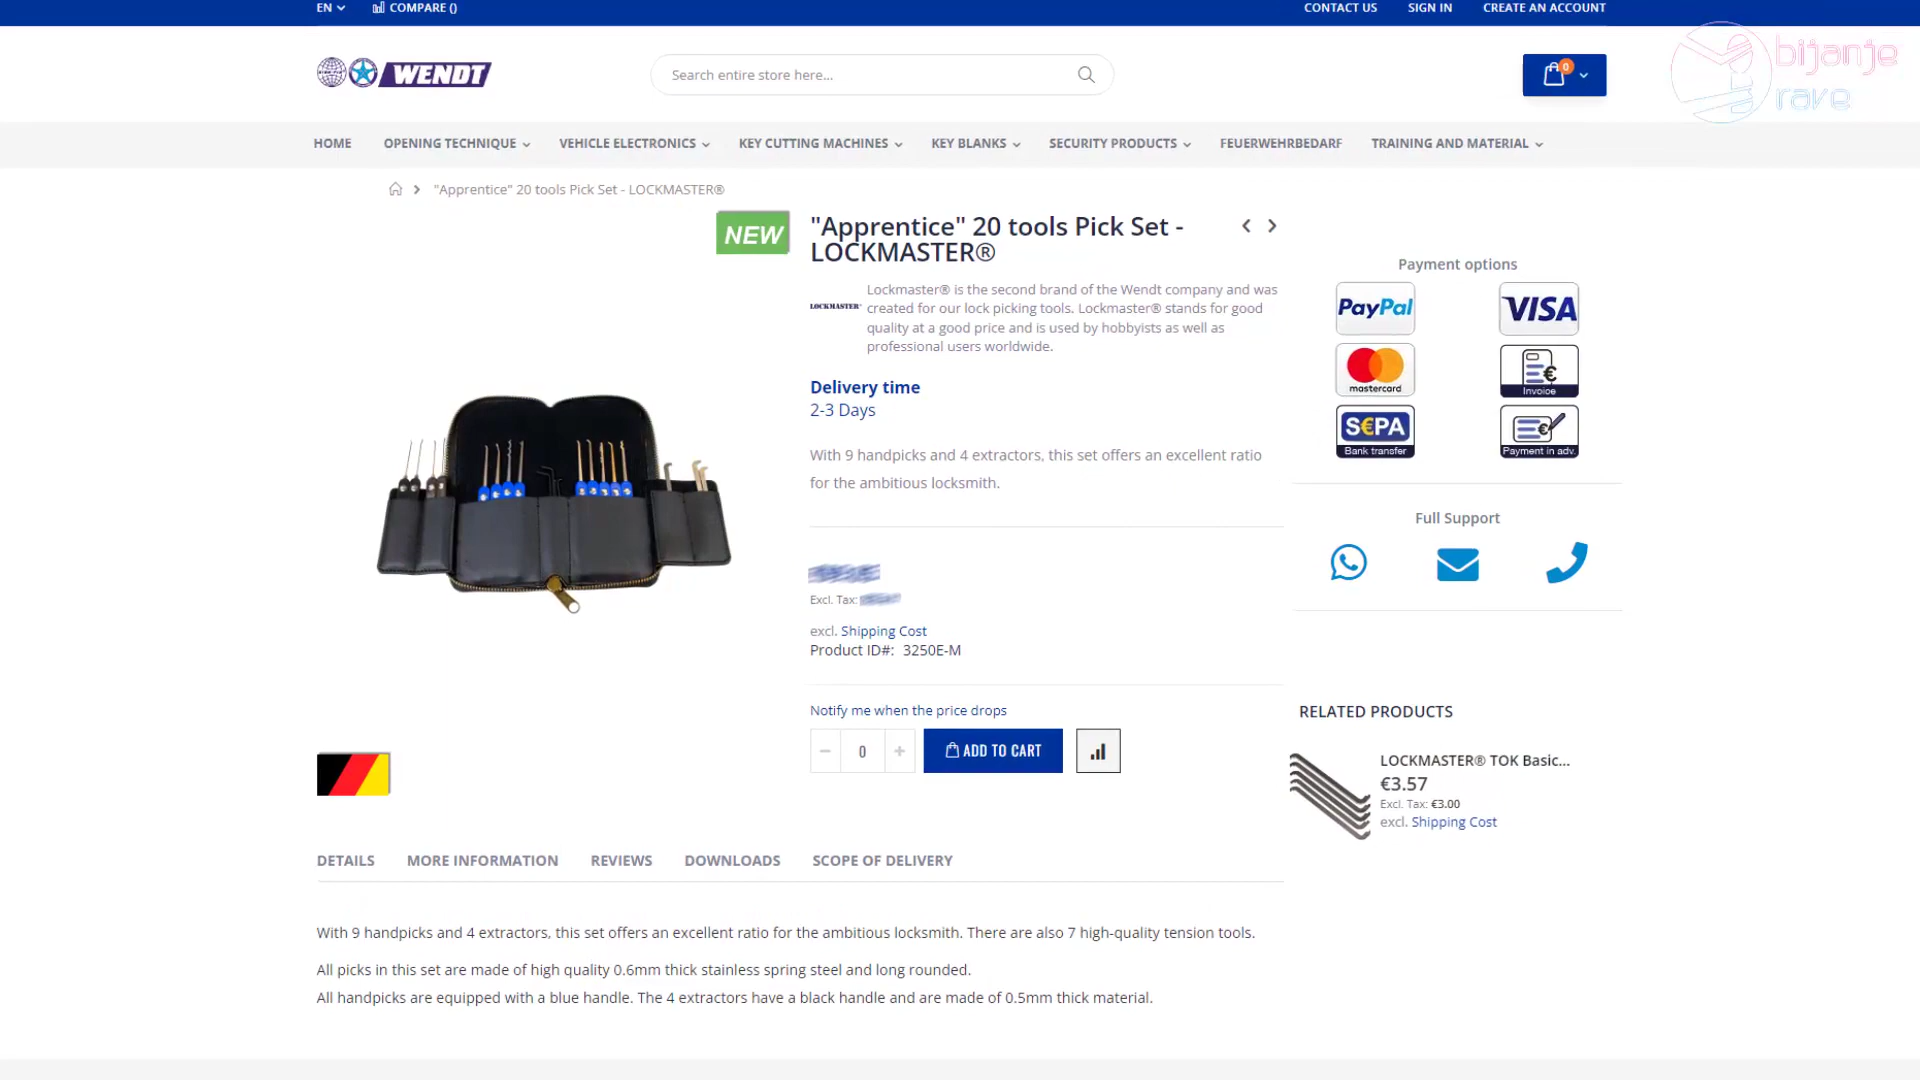 EN
COMPARE ()
CONTACT US
SIGN IN
CREATE AN ACCOUNT
WENDT
Search entire store here...
0
bijanje
rave
HOME
OPENING TECHNIQUE
VEHICLE ELECTRONICS
KEY CUTTING MACHINES
KEY BLANKS
SECURITY PRODUCTS
FEUERWEHRBEDARF
TRAINING AND MATERIAL
"Apprentice" 20 tools Pick Set - LOCKMASTER®
NEW
"Apprentice" 20 tools Pick Set -
LOCKMASTER®
LOCKMASTER®
Lockmaster® is the second brand of the Wendt company and was
created for our lock picking tools. Lockmaster® stands for good
quality at a good price and is used by hobbyists as well as
professional users worldwide.
Delivery time
2-3 Days
With 9 handpicks and 4 extractors, this set offers an excellent ratio
for the ambitious locksmith.
Excl. Tax:
excl. Shipping Cost
Product ID#: 3250E-M
Notify me when the price drops
0
ADD TO CART
Payment options
PayPal
VISA
mastercard
Invoice
S€PA
Bank transfer
Payment in adv.
Full Support
RELATED PRODUCTS
LOCKMASTER® TOK Basic...
€3.57
Excl. Tax: €3.00
excl. Shipping Cost
DETAILS
MORE INFORMATION
REVIEWS
DOWNLOADS
SCOPE OF DELIVERY
With 9 handpicks and 4 extractors, this set offers an excellent ratio for the ambitious locksmith. There are also 7 high-quality tension tools.
All picks in this set are made of high quality 0.6mm thick stainless spring steel and long rounded.
All handpicks are equipped with a blue handle. The 4 extractors have a black handle and are made of 0.5mm thick material.